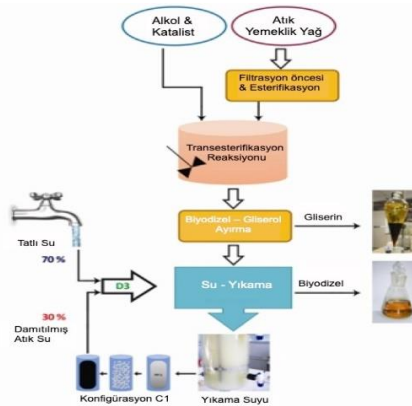 Alkol &
Katalist
Atık
Yemeklik Yağ
Filtrasyon öncesi
& Esterifikasyon
Transesterifikasyon
Reaksiyonu
Biyodizel – Gliserol
Ayırma
Gliserin
Tatlı Su
70 %
D3
Su - Yıkama
Biyodizel
30 %
Damıtılmış
Atık Su
Konfigürasyon C1
Yıkama Suyu